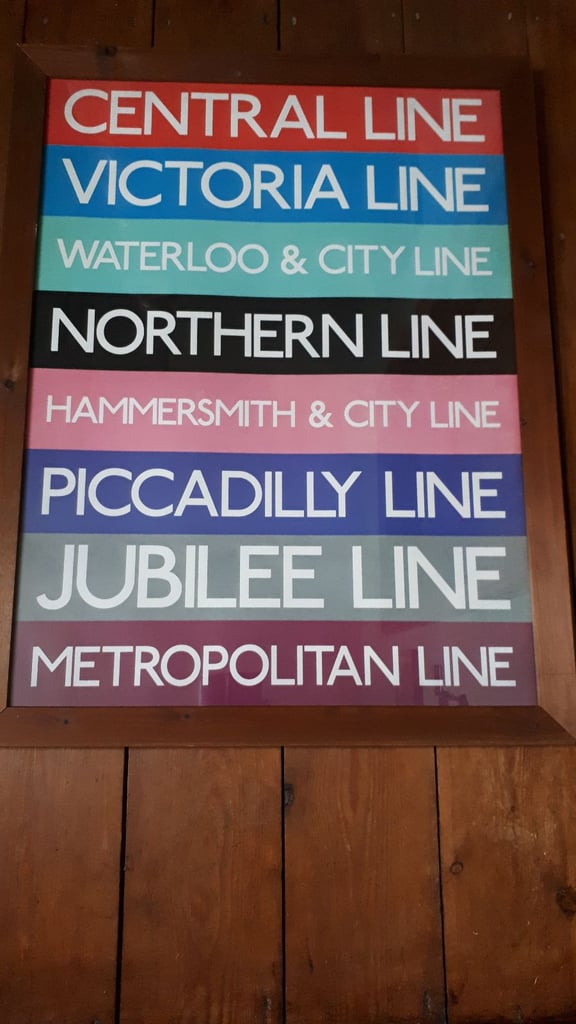 CENTRAL LINE
VICTORIA LINE
WATERLOO & CITY LINE
NORTHERN LINE
HAMMERSMITH & CITY LINE
PICCADILLY LINE
JUBILEE LINE
METROPOLITAN LINE